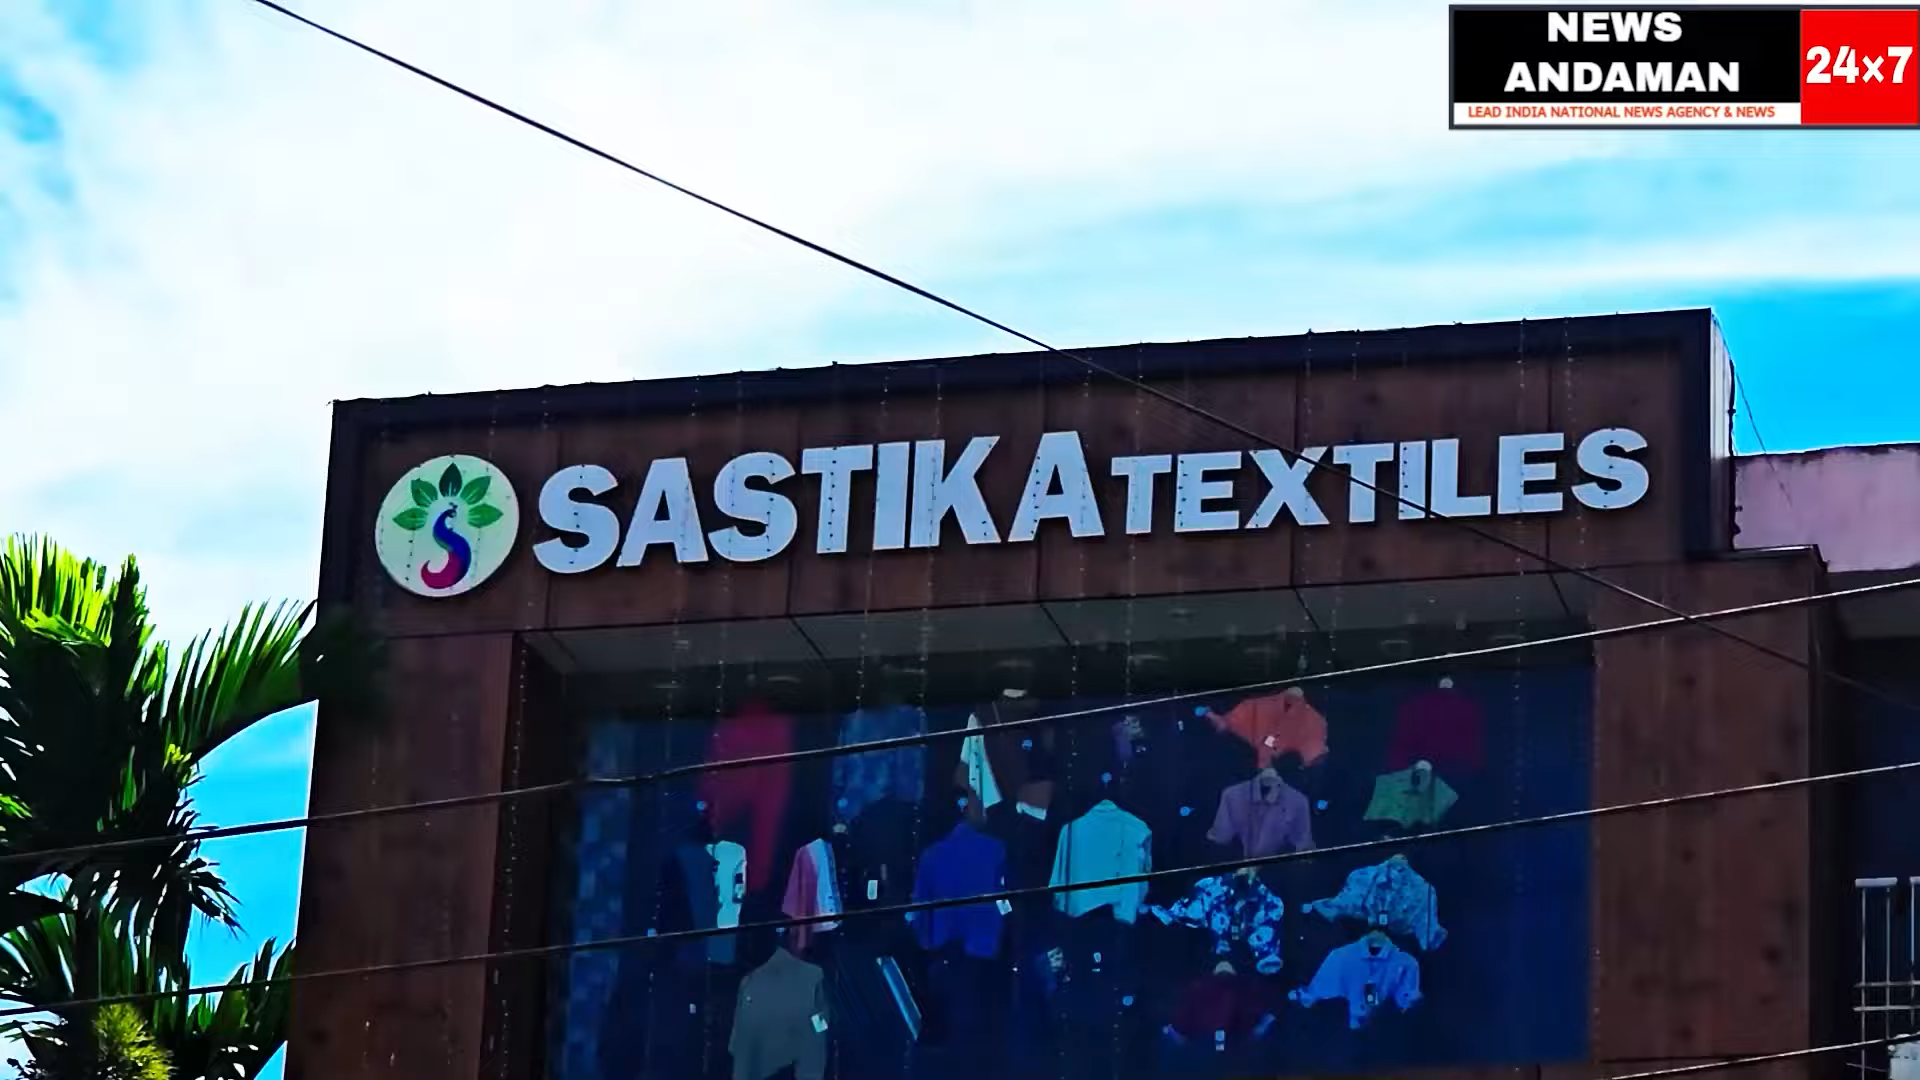 NEWS
ANDAMAN
24×7
LEAD INDIA NATIONAL NEWS AGENCY & NEWS
SASTIKA TEXTILES